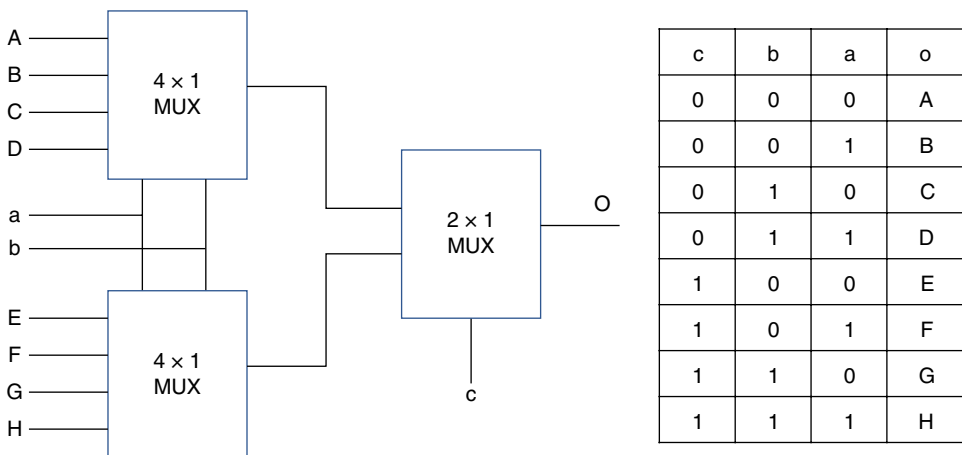 A
B
C
D
4 × 1
MUX
a
b
E
F
G
H
4 × 1
MUX
2 × 1
MUX
c
O
c b a o
0 0 0 A
0 0 1 B
0 1 0 C
0 1 1 D
1 0 0 E
1 0 1 F
1 1 0 G
1 1 1 H